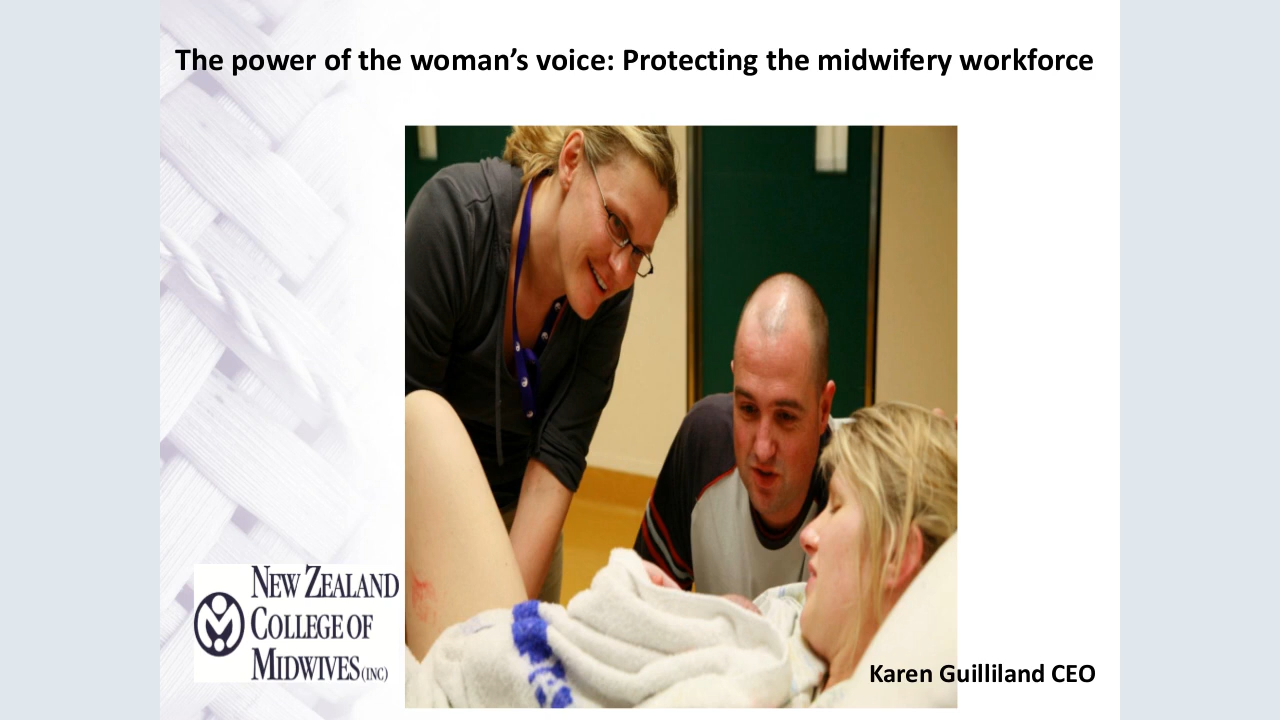 The power of the woman’s voice: Protecting the midwifery workforce
NEW ZEALAND
COLLEGE OF
MIDWIVES (INC)
Karen Guilliland CEO